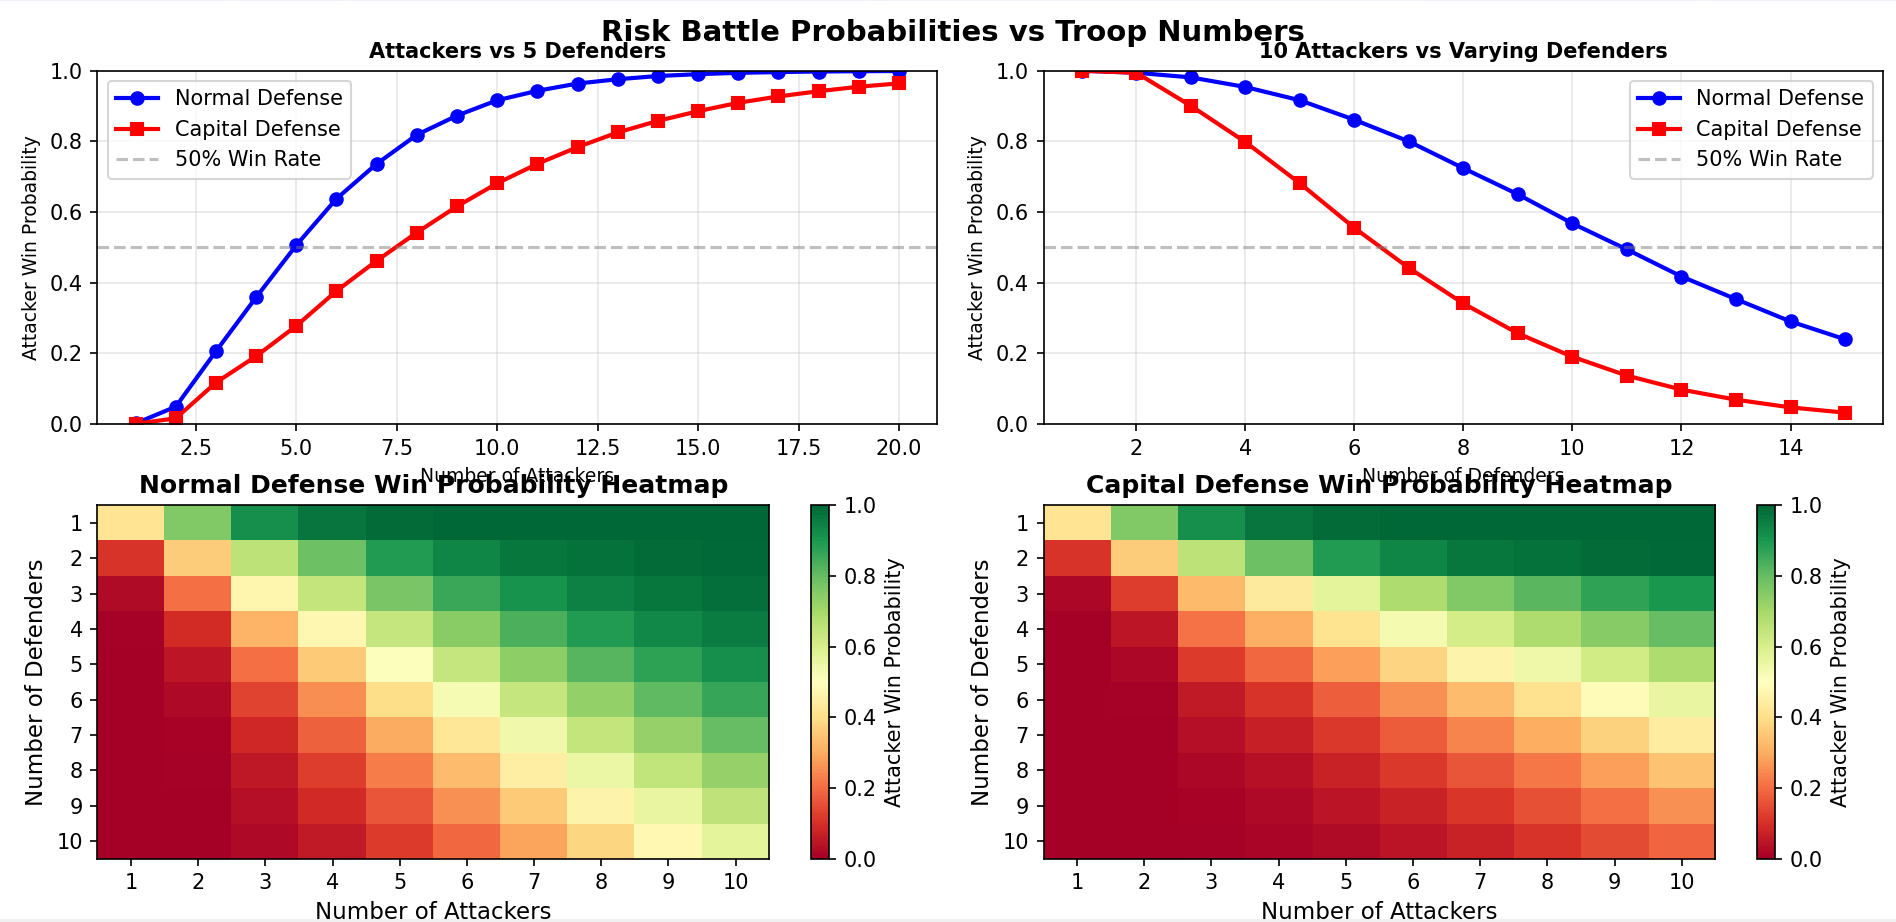 Risk Battle Probabilities vs Troop Numbers
Attackers vs 5 Defenders
Attacker Win Probability
1.0
0.8
0.6
0.4
0.2
0.0
Normal Defense
Capital Defense
50% Win Rate
2.5 5.0 7.5 10.0 12.5 15.0 17.5 20.0
Number of Attackers
10 Attackers vs Varying Defenders
Attacker Win Probability
1.0
0.8
0.6
0.4
0.2
0.0
Normal Defense
Capital Defense
50% Win Rate
2 4 6 8 10 12 14
Number of Defenders
Normal Defense Win Probability Heatmap
Number of Defenders
1
2
3
4
5
6
7
8
9
10
1 2 3 4 5 6 7 8 9 10
Number of Attackers
1.0
0.8
0.6
0.4
0.2
0.0
Attacker Win Probability
Capital Defense Win Probability Heatmap
Number of Defenders
1
2
3
4
5
6
7
8
9
10
1 2 3 4 5 6 7 8 9 10
Number of Attackers
1.0
0.8
0.6
0.4
0.2
0.0
Attacker Win Probability